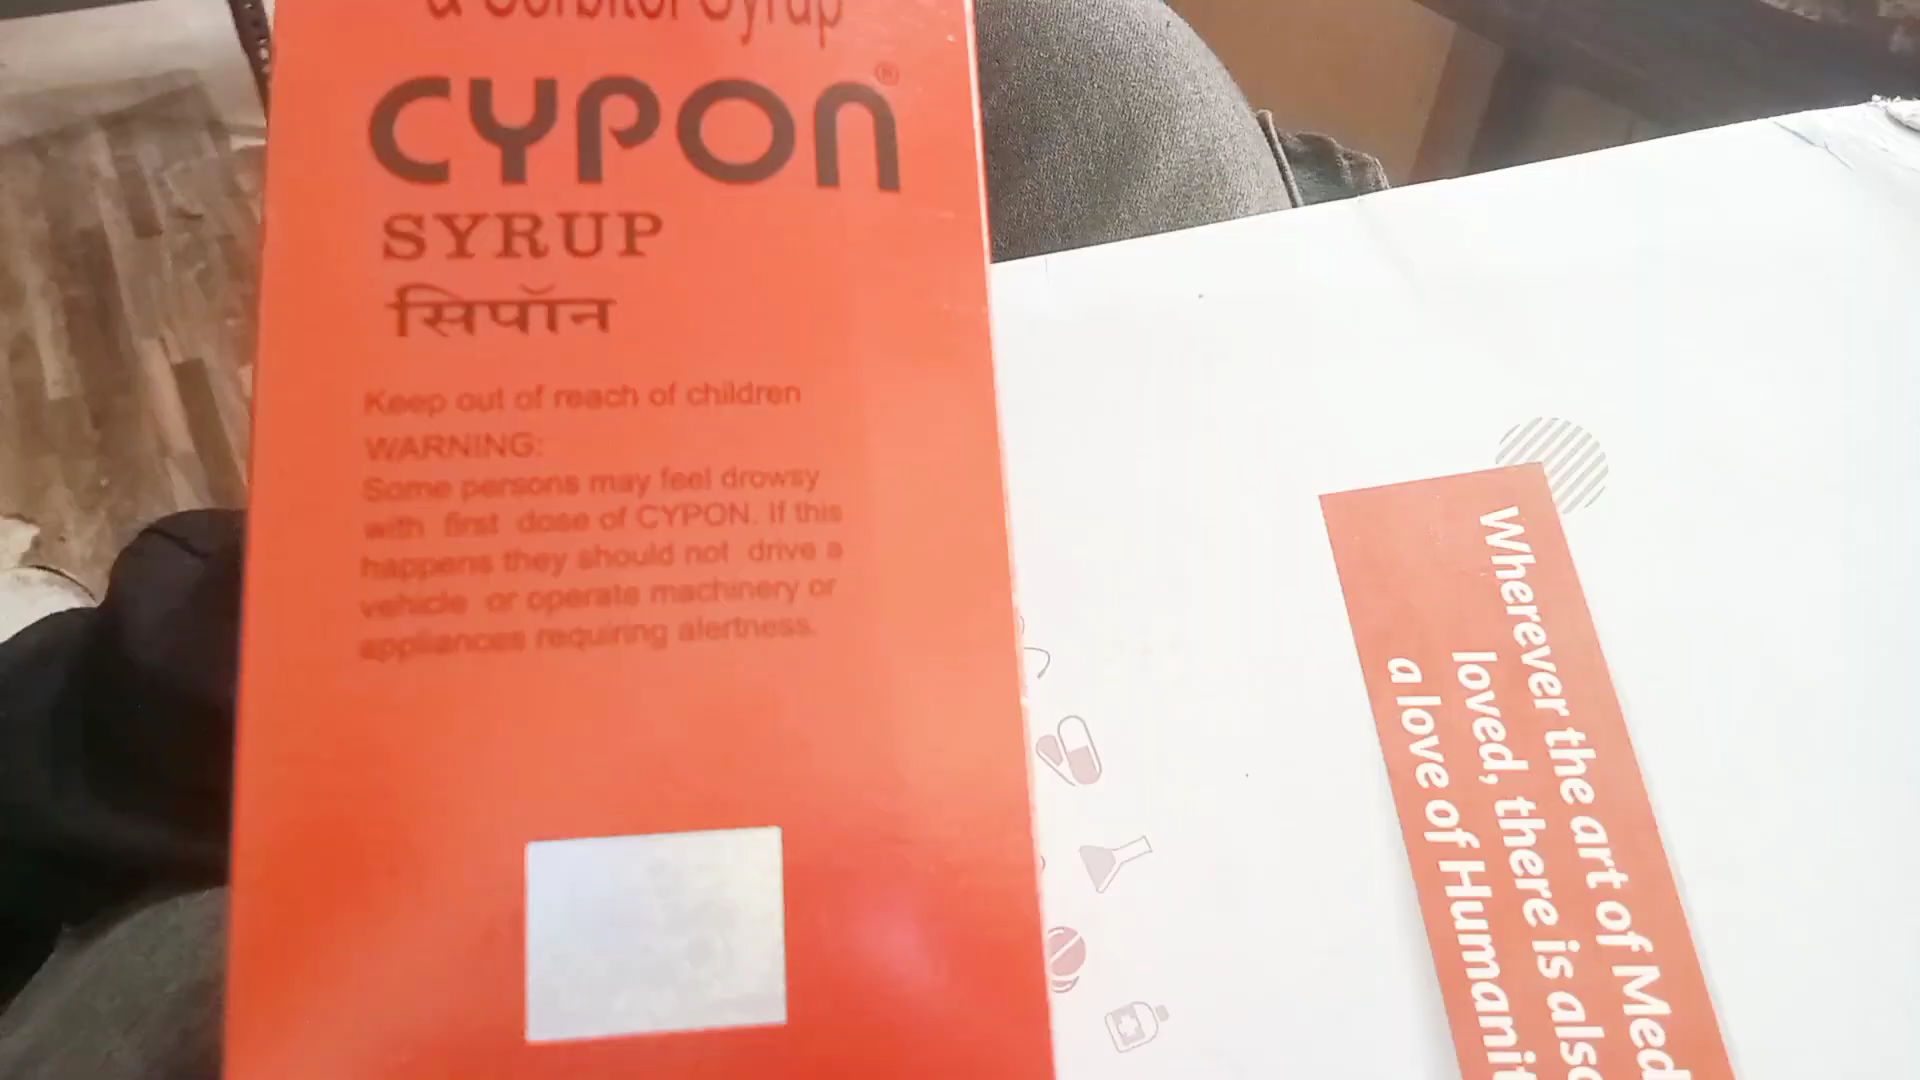 & Sorbitol Syrup
CYPON®
SYRUP
सिपॉन
Keep out of reach of children
WARNING:
Some persons may feel drowsy
with first dose of CYPON. If this
happens they should not drive a
vehicle or operate machinery or
appliances requiring alertness.
Wherever the art of Med
loved, there is also
a love of Humanit